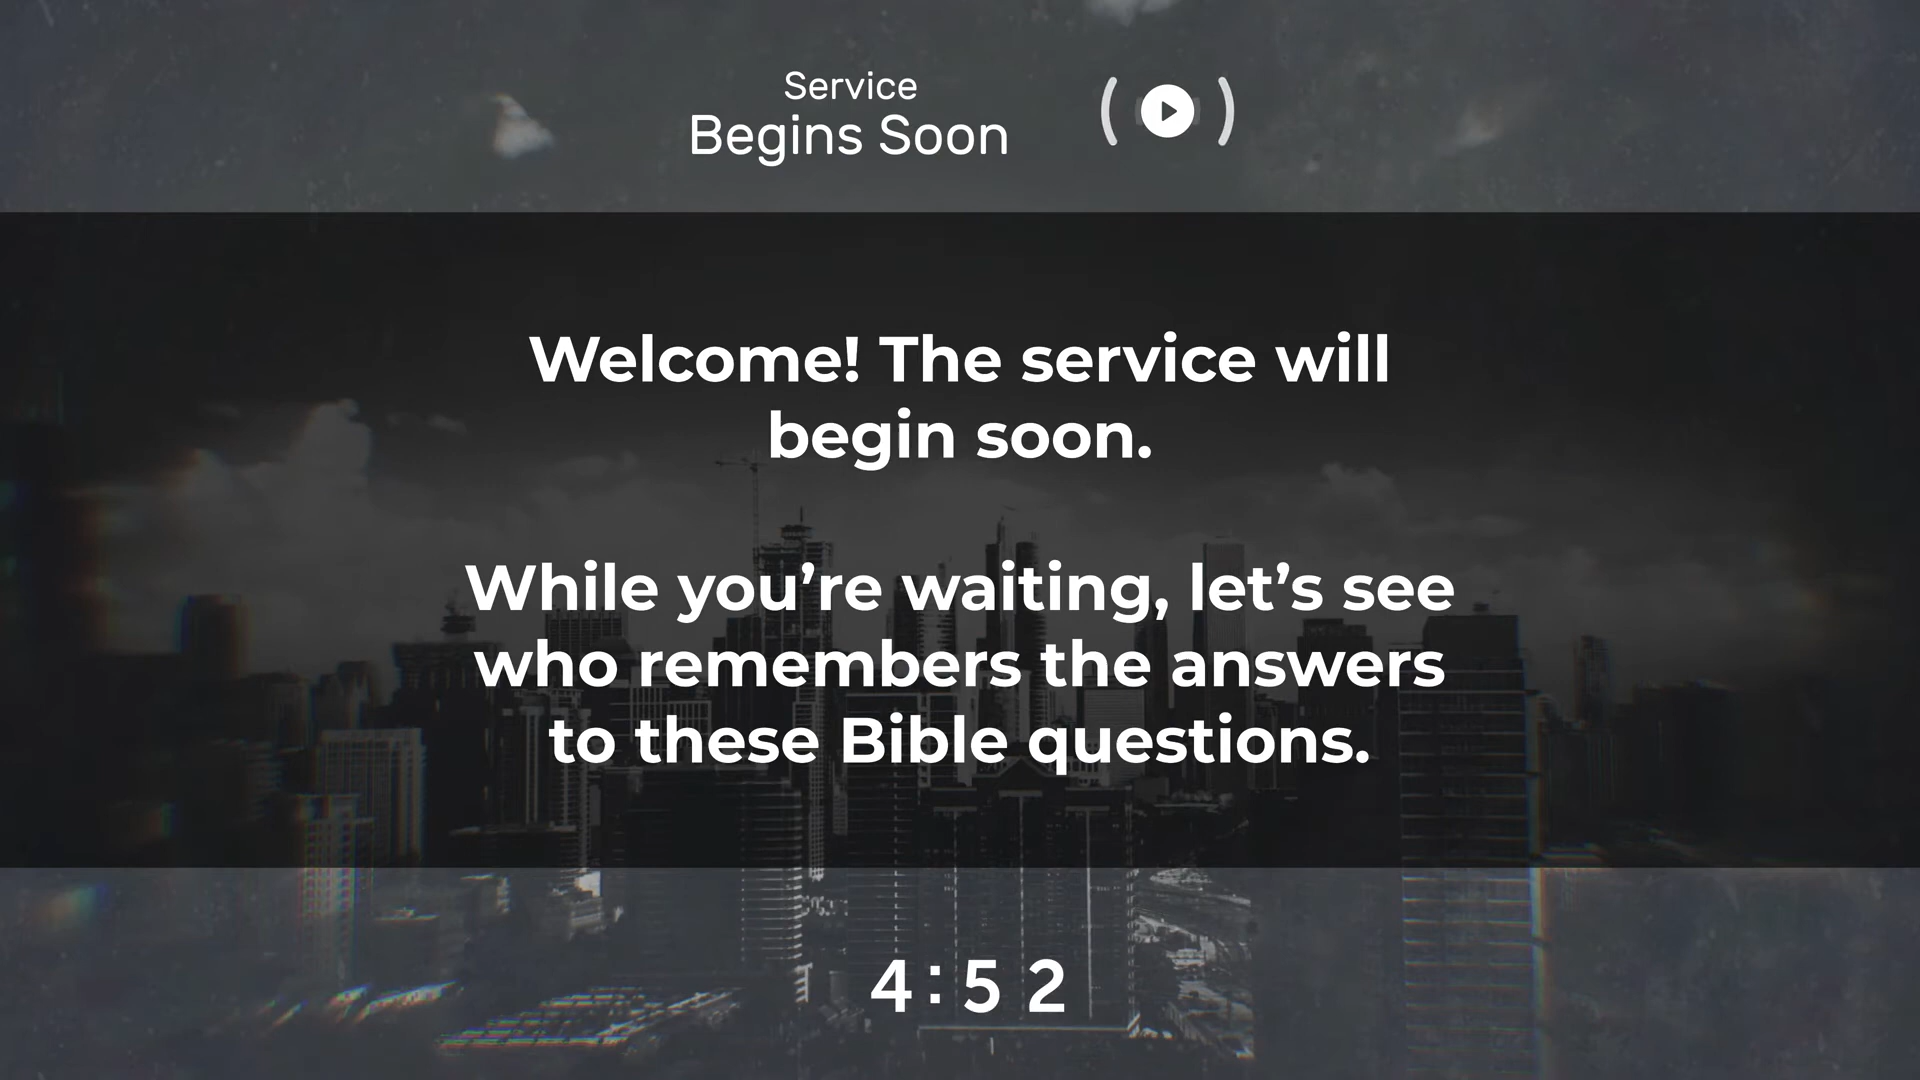 Service
Begins Soon
Welcome! The service will
begin soon.
While you’re waiting, let’s see
who remembers the answers
to these Bible questions.
4:52